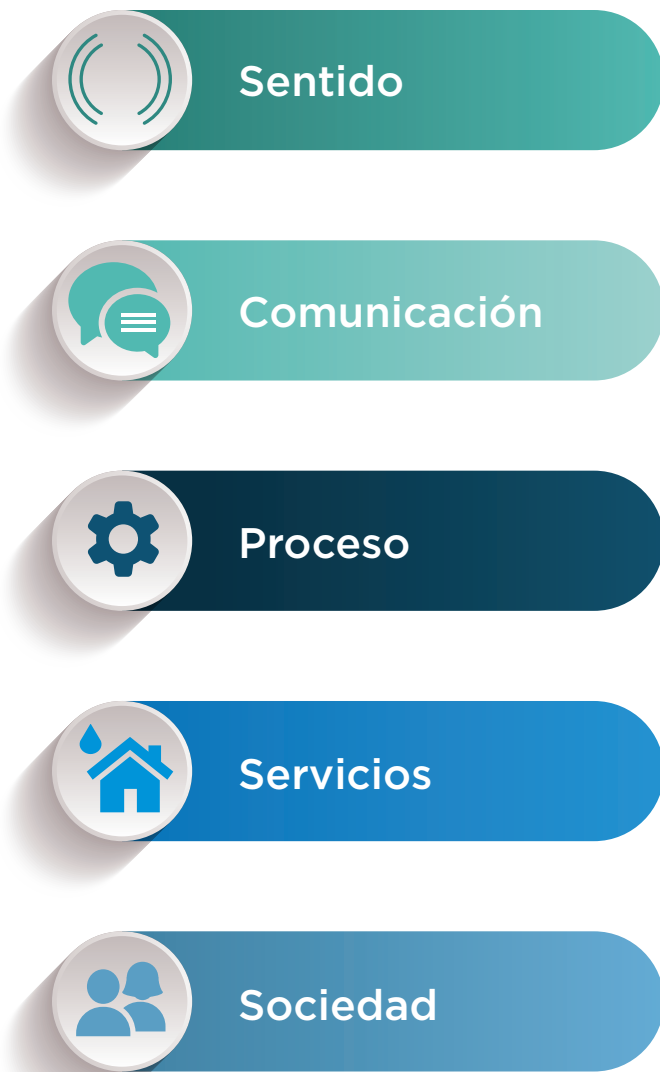 Sentido
Comunicación
Proceso
Servicios
Sociedad